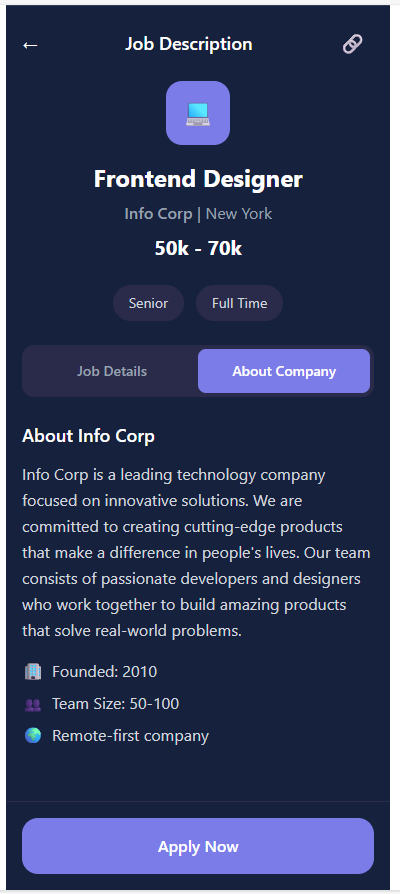 ← Job Description
Frontend Designer
Info Corp | New York
50k - 70k
Senior Full Time
Job Details About Company
About Info Corp
Info Corp is a leading technology company
focused on innovative solutions. We are
committed to creating cutting-edge products
that make a difference in people's lives. Our team
consists of passionate developers and designers
who work together to build amazing products
that solve real-world problems.
Founded: 2010
Team Size: 50-100
Remote-first company
Apply Now